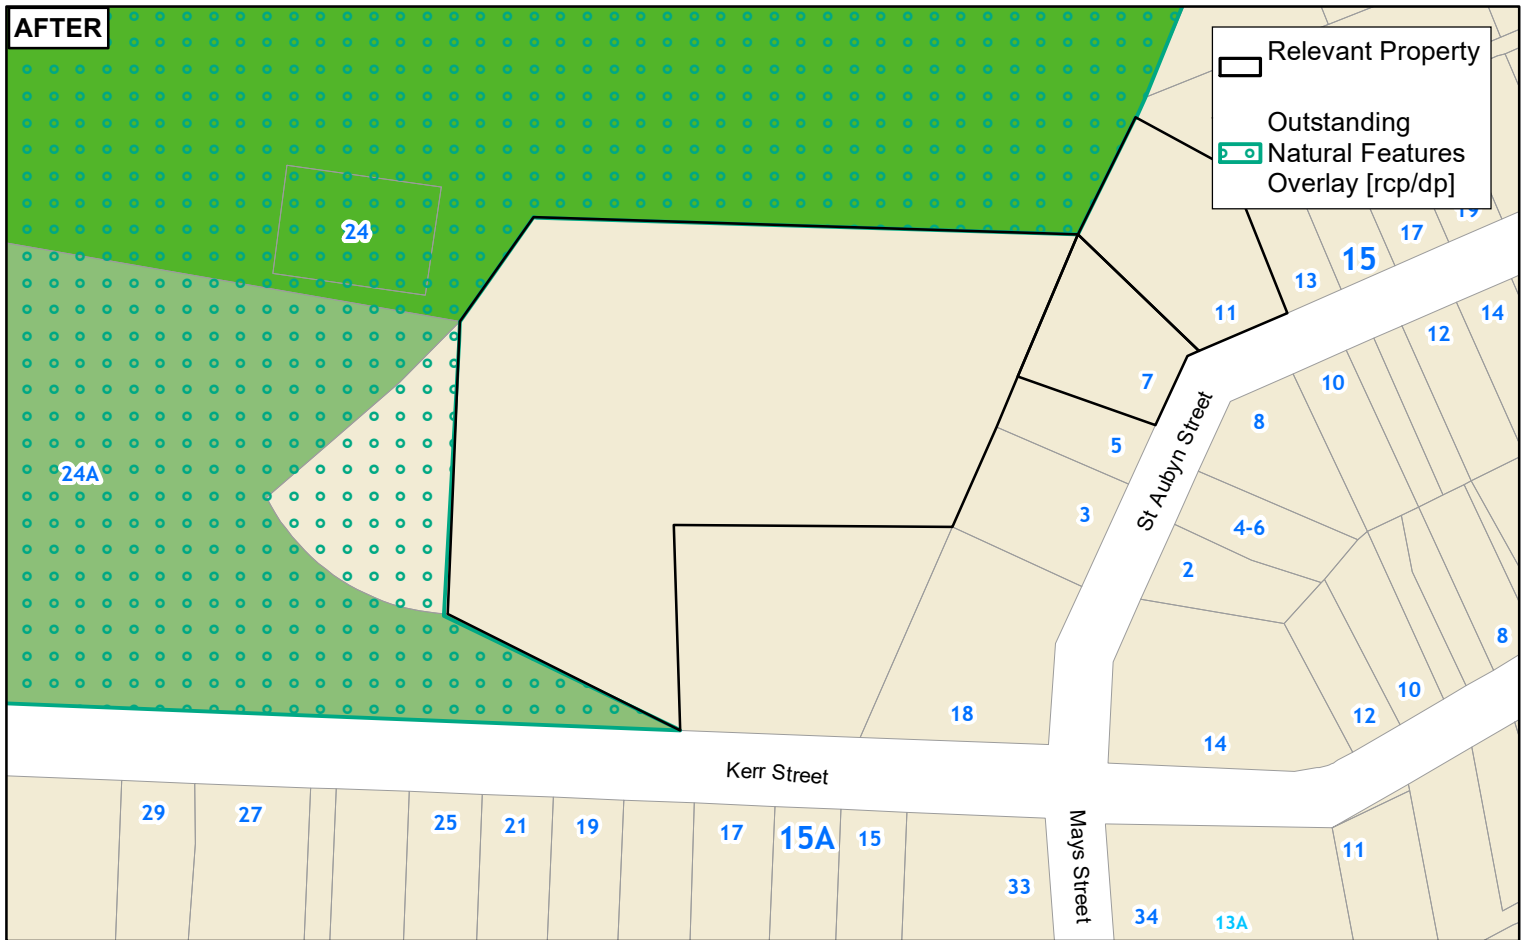 AFTER
Relevant Property
Outstanding
Natural Features
Overlay [rcp/dp]
19
17
15
13
11
24
14
12
10
8
7
5
24A
3
4-6
2
St Aubyn Street
8
10
12
14
18
Kerr Street
29
27
25
21
19
17
15A
15
33
Mays Street
34
13A
11